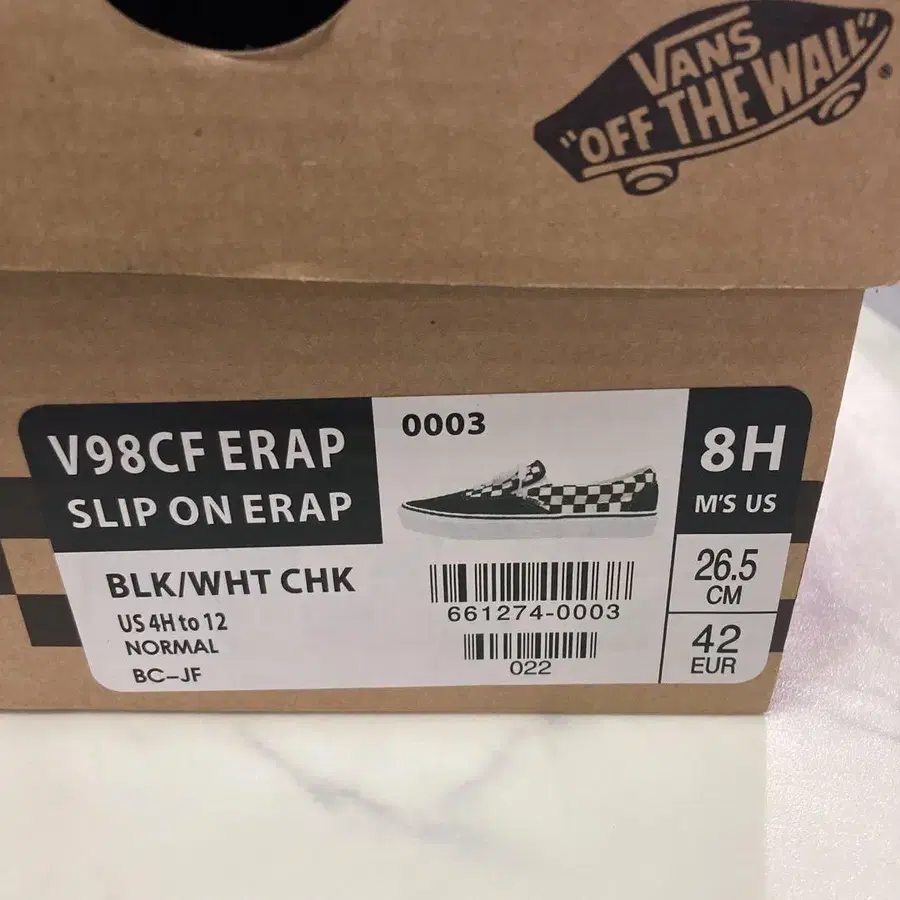 VANS
"OFF THE WALL"
®
V98CF ERAP
SLIP ON ERAP
0003
8H
M'S US
BLK/WHT CHK
US 4H to 12
NORMAL
BC-JF
661274-0003
022
26.5
CM
42
EUR